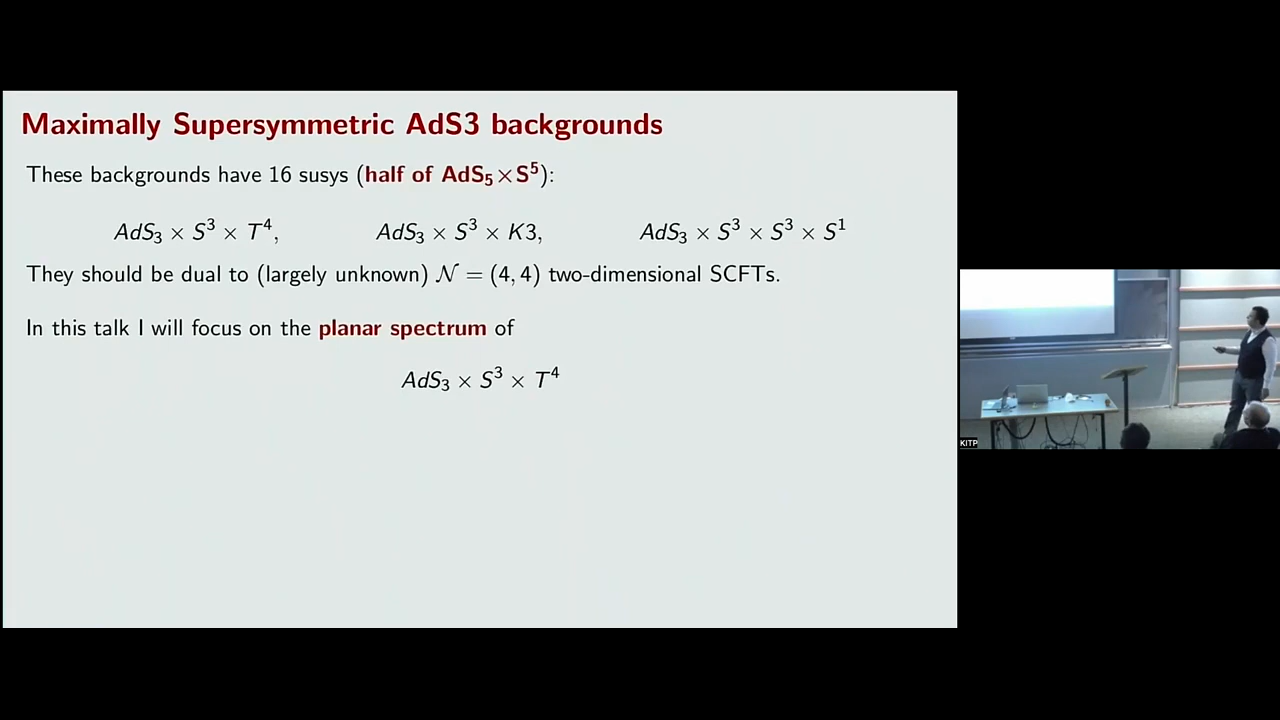 Maximally Supersymmetric AdS3 backgrounds
These backgrounds have 16 susys (half of AdS₅×S⁵):
AdS₃ × S³ × T⁴, AdS₃ × S³ × K3, AdS₃ × S³ × S³ × S¹
They should be dual to (largely unknown) 𝒩 = (4, 4) two-dimensional SCFTs.
In this talk I will focus on the planar spectrum of
AdS₃ × S³ × T⁴
KITP